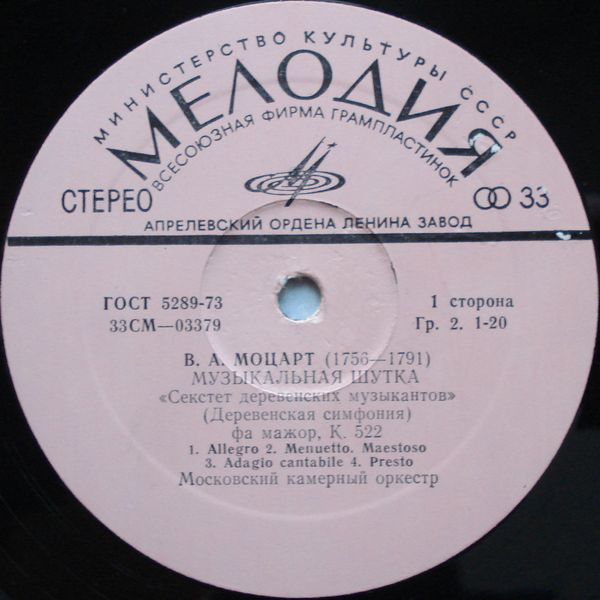 МИНИСТЕРСТВО КУЛЬТУРЫ СССР
МЕЛОДИЯ
ВСЕСОЮЗНАЯ ФИРМА ГРАМПЛАСТИНОК
СТЕРЕО 33
АПРЕЛЕВСКИЙ ОРДЕНА ЛЕНИНА ЗАВОД
ГОСТ 5289-73 1 сторона
33СМ—03379 Гр. 2. 1-20
В. А. МОЦАРТ (1756—1791)
МУЗЫКАЛЬНАЯ ШУТКА
«Секстет деревенских музыкантов»
(Деревенская симфония)
фа мажор, К. 522
1. Allegro 2. Menuetto. Maestoso
3. Adagio cantabile 4. Presto
Московский камерный оркестр